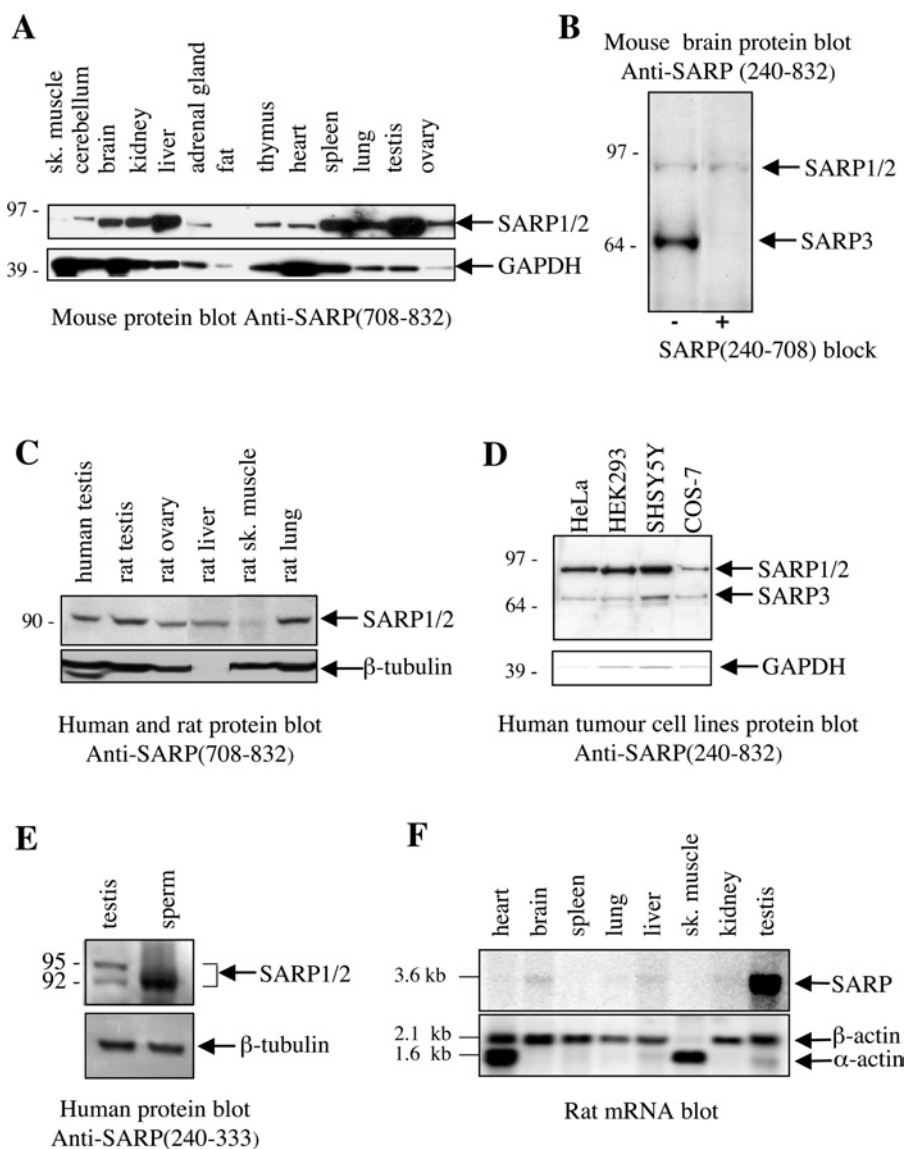 A
sk. muscle
cerebellum
brain
kidney
liver
adrenal gland
fat
thymus
heart
spleen
lung
testis
ovary
97 -
SARP1/2
39 -
GAPDH
Mouse protein blot Anti-SARP(708-832)
B
Mouse brain protein blot
Anti-SARP (240-832)
97 -
SARP1/2
64 -
SARP3
- +
SARP(240-708) block
C
human testis
rat testis
rat ovary
rat liver
rat sk. muscle
rat lung
90 -
SARP1/2
β-tubulin
Human and rat protein blot
Anti-SARP(708-832)
D
HeLa
HEK293
SHSY5Y
COS-7
97 -
SARP1/2
SARP3
64 -
39 -
GAPDH
Human tumour cell lines protein blot
Anti-SARP(240-832)
E
testis
sperm
95 -
92 -
SARP1/2
β-tubulin
Human protein blot
Anti-SARP(240-333)
F
heart
brain
spleen
lung
liver
sk. muscle
kidney
testis
3.6 kb
SARP
2.1 kb
β-actin
1.6 kb
α-actin
Rat mRNA blot